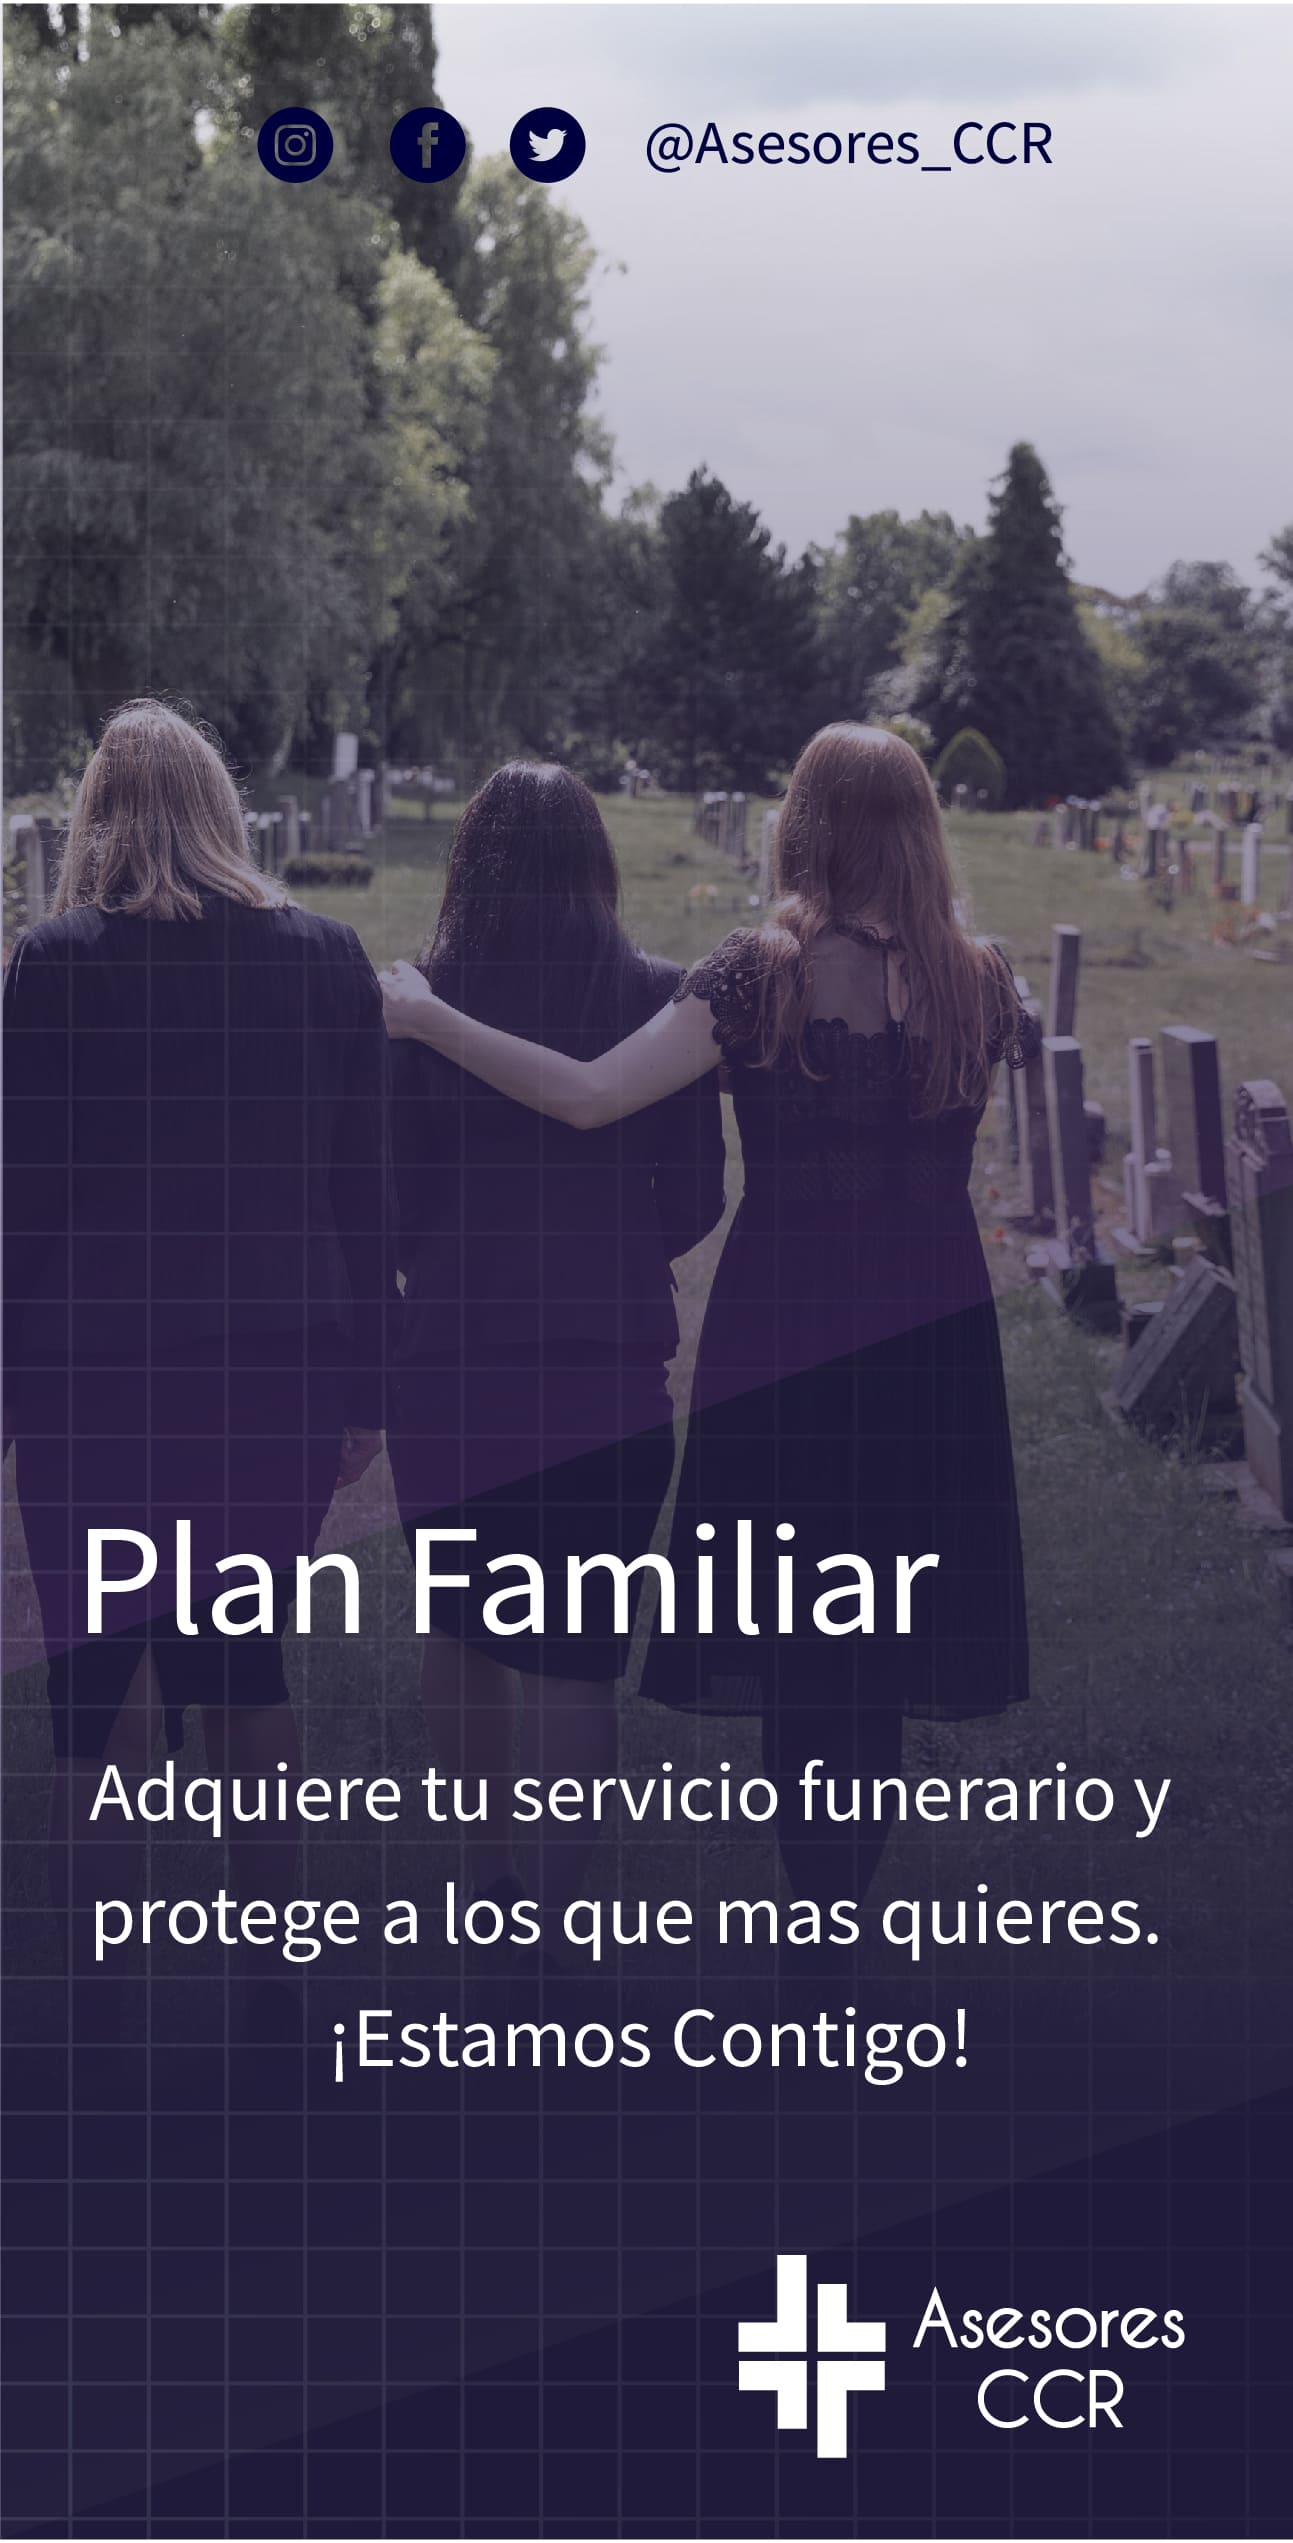 @Asesores_CCR
Plan Familiar
Adquiere tu servicio funerario y
protege a los que mas quieres.
¡Estamos Contigo!
Asesores
CCR